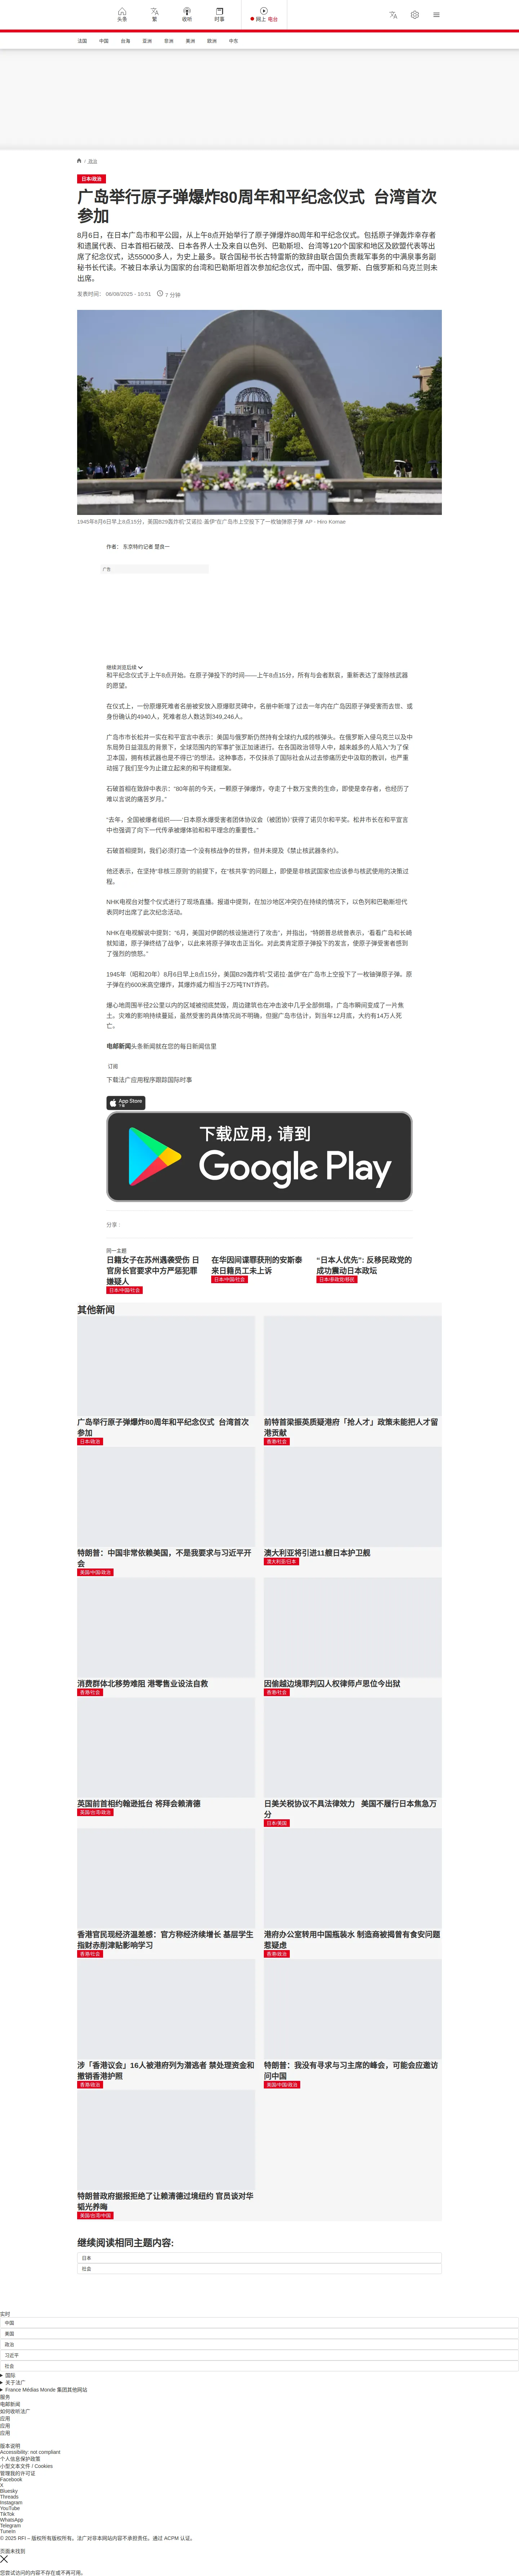 头条
繁
收听
时事
网上 电台
法国
中国
台海
亚洲
非洲
美洲
欧洲
中东
/ 政治
日本/政治
广岛举行原子弹爆炸80周年和平纪念仪式 台湾首次
参加
8月6日，在日本广岛市和平公园，从上午8点开始举行了原子弹爆炸80周年和平纪念仪式。包括原子弹轰炸幸存者
和遗属代表、日本首相石破茂、日本各界人士及来自以色列、巴勒斯坦、台湾等120个国家和地区及欧盟代表等出
席了纪念仪式，达55000多人，为史上最多。联合国秘书长古特雷斯的致辞由联合国负责裁军事务的中满泉事务副
秘书长代读。不被日本承认为国家的台湾和巴勒斯坦首次参加纪念仪式，而中国、俄罗斯、白俄罗斯和乌克兰则未
出席。
发表时间： 06/08/2025 - 10:51 7 分钟
1945年8月6日早上8点15分，美国B29轰炸机“艾诺拉·盖伊”在广岛市上空投下了一枚铀弹原子弹 AP - Hiro Komae
作者： 东京特约记者 楚良一
广告
继续浏览后续
和平纪念仪式于上午8点开始。在原子弹投下的时间——上午8点15分，所有与会者默哀，重新表达了废除核武器
的愿望。
在仪式上，一份原爆死难者名册被安放入原爆慰灵碑中，名册中新增了过去一年内在广岛因原子弹受害而去世、或
身份确认的4940人，死难者总人数达到349,246人。
广岛市市长松井一实在和平宣言中表示：美国与俄罗斯仍然持有全球约九成的核弹头。在俄罗斯入侵乌克兰以及中
东局势日益混乱的背景下，全球范围内的军事扩张正加速进行。在各国政治领导人中，越来越多的人陷入“为了保
卫本国，拥有核武器也是不得已”的想法。这种事态，不仅抹杀了国际社会从过去惨痛历史中汲取的教训，也严重
动摇了我们至今为止建立起来的和平构建框架。
石破首相在致辞中表示：“80年前的今天，一颗原子弹爆炸，夺走了十数万宝贵的生命，即使是幸存者，也经历了
难以言说的痛苦岁月。”
“去年，全国被爆者组织——‘日本原水爆受害者团体协议会（被团协）’获得了诺贝尔和平奖。松井市长在和平宣言
中也强调了向下一代传承被爆体验和和平理念的重要性。”
石破首相提到，我们必须打造一个没有核战争的世界，但并未提及《禁止核武器条约》。
他还表示，在坚持“非核三原则”的前提下，在“核共享”的问题上，即使是非核武国家也应该参与核武使用的决策过
程。
NHK电视台对整个仪式进行了现场直播。报道中提到，在加沙地区冲突仍在持续的情况下，以色列和巴勒斯坦代
表同时出席了此次纪念活动。
NHK在电视解说中提到：“6月，美国对伊朗的核设施进行了攻击”，并指出，“特朗普总统曾表示，‘看看广岛和长崎
就知道，原子弹终结了战争’，以此来将原子弹攻击正当化。对此类肯定原子弹投下的发言，使原子弹受害者感到
了强烈的愤怒。”
1945年（昭和20年）8月6日早上8点15分，美国B29轰炸机“艾诺拉·盖伊”在广岛市上空投下了一枚铀弹原子弹。原
子弹在约600米高空爆炸，其爆炸威力相当于2万吨TNT炸药。
爆心地周围半径2公里以内的区域被彻底焚毁，周边建筑也在冲击波中几乎全部倒塌，广岛市瞬间变成了一片焦
土。灾难的影响持续蔓延，虽然受害的具体情况尚不明确，但据广岛市估计，到当年12月底，大约有14万人死
亡。
电邮新闻头条新闻就在您的每日新闻信里
订阅
下载法广应用程序跟踪国际时事
App Store
下载
下载应用，请到
Google Play
分享 :
同一主题
日籍女子在苏州遇袭受伤 日
官房长官要求中方严惩犯罪
嫌疑人
日本/中国/社会
在华因间谍罪获刑的安斯泰
来日籍员工未上诉
日本/中国/社会
“日本人优先”: 反移民政党的
成功震动日本政坛
日本/参政党/移民
其他新闻
广岛举行原子弹爆炸80周年和平纪念仪式 台湾首次
参加
日本/政治
前特首梁振英质疑港府「抢人才」政策未能把人才留
港贡献
香港/社会
特朗普：中国非常依赖美国，不是我要求与习近平开
会
美国/中国/政治
澳大利亚将引进11艘日本护卫舰
澳大利亚/日本
消费群体北移势难阻 港零售业设法自救
香港/社会
因偷越边境罪判囚人权律师卢思位今出狱
香港/社会
英国前首相约翰逊抵台 将拜会赖清德
英国/台湾/政治
日美关税协议不具法律效力 美国不履行日本焦急万
分
日本/美国
香港官民现经济温差感：官方称经济续增长 基层学生
指财赤削津贴影响学习
香港/社会
港府办公室转用中国瓶装水 制造商被揭曾有食安问题
惹疑虑
香港/政治
涉「香港议会」16人被港府列为潜逃者 禁处理资金和
撤销香港护照
香港/政治
特朗普：我没有寻求与习主席的峰会，可能会应邀访
问中国
美国/中国/政治
特朗普政府据报拒绝了让赖清德过境纽约 官员谈对华
韬光养晦
美国/台湾/中国
继续阅读相同主题内容:
日本
社会
实时
中国
美国
政治
习近平
社会
国际
关于法广
France Médias Monde 集团其他网站
服务
电邮新闻
如何收听法广
应用
应用
应用
版本说明
Accessibility: not compliant
个人信息保护政策
小型文本文件 / Cookies
管理我的许可证
Facebook
X
Bluesky
Threads
Instagram
YouTube
TikTok
WhatsApp
Telegram
TuneIn
© 2025 RFI – 版权所有版权所有。法广对非本网站内容不承担责任。通过 ACPM 认证。
页面未找到
您尝试访问的内容不存在或不再可用。